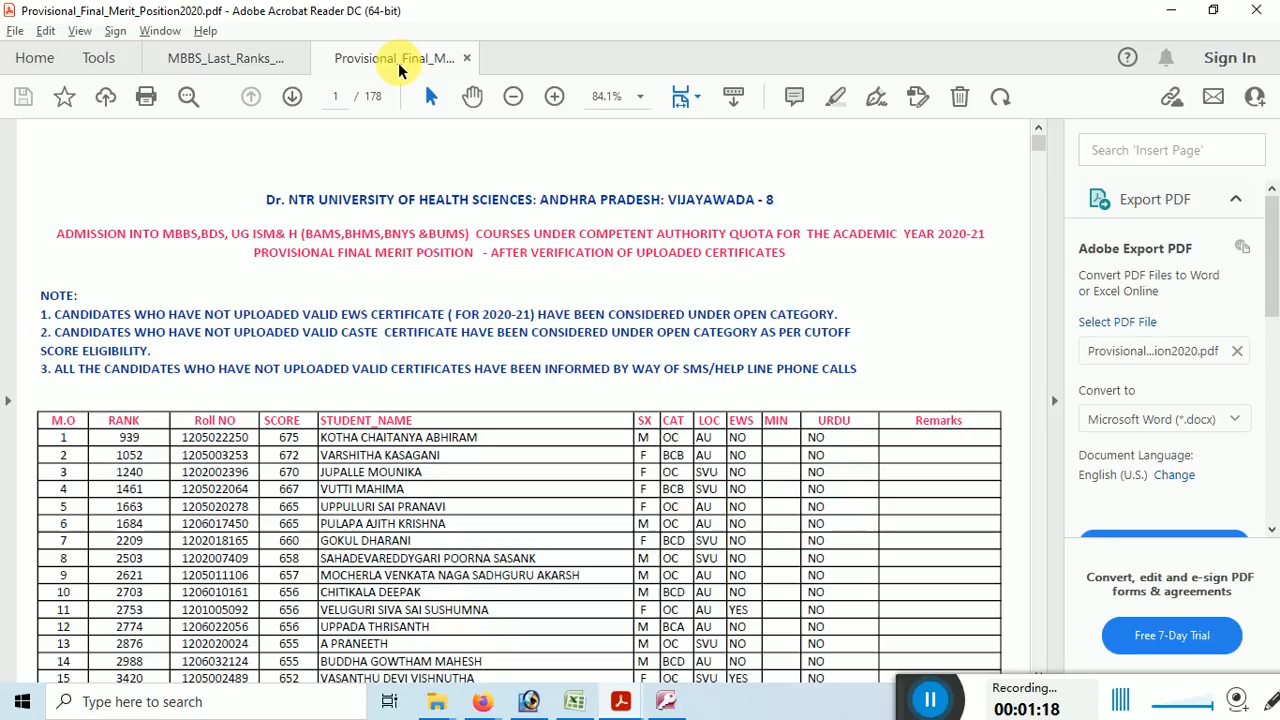 Provisional_Final_Merit_Position2020.pdf - Adobe Acrobat Reader DC (64-bit)
File Edit View Sign Window Help
Home Tools MBBS_Last_Ranks_... Provisional_Final_M... × Sign In
1 / 178 84.1%
Search 'Insert Page'
Export PDF
Adobe Export PDF
Convert PDF Files to Word
or Excel Online
Select PDF File
Provisional...ion2020.pdf
Convert to
Microsoft Word (*.docx)
Document Language:
English (U.S.) Change
Convert, edit and e-sign PDF
forms & agreements
Free 7-Day Trial
Dr. NTR UNIVERSITY OF HEALTH SCIENCES: ANDHRA PRADESH: VIJAYAWADA - 8
ADMISSION INTO MBBS,BDS, UG ISM& H (BAMS,BHMS,BNYS &BUMS) COURSES UNDER COMPETENT AUTHORITY QUOTA FOR THE ACADEMIC YEAR 2020-21
PROVISIONAL FINAL MERIT POSITION - AFTER VERIFICATION OF UPLOADED CERTIFICATES
NOTE:
1. CANDIDATES WHO HAVE NOT UPLOADED VALID EWS CERTIFICATE ( FOR 2020-21) HAVE BEEN CONSIDERED UNDER OPEN CATEGORY.
2. CANDIDATES WHO HAVE NOT UPLOADED VALID CASTE CERTIFICATE HAVE BEEN CONSIDERED UNDER OPEN CATEGORY AS PER CUTOFF
SCORE ELIGIBILITY.
3. ALL THE CANDIDATES WHO HAVE NOT UPLOADED VALID CERTIFICATES HAVE BEEN INFORMED BY WAY OF SMS/HELP LINE PHONE CALLS
M.O RANK Roll NO SCORE STUDENT_NAME SX CAT LOC EWS MIN URDU Remarks
1 939 1205022250 675 KOTHA CHAITANYA ABHIRAM M OC AU NO NO
2 1052 1205003253 672 VARSHITHA KASAGANI F BCB AU NO NO
3 1240 1202002396 670 JUPALLE MOUNIKA F OC SVU NO NO
4 1461 1205022064 667 VUTTI MAHIMA F BCB SVU NO NO
5 1663 1205020278 665 UPPULURI SAI PRANAVI F OC AU NO NO
6 1684 1206017450 665 PULAPA AJITH KRISHNA M OC AU NO NO
7 2209 1202018165 660 GOKUL DHARANI F BCD SVU NO NO
8 2503 1202007409 658 SAHADEVAREDDYGARI POORNA SASANK M OC SVU NO NO
9 2621 1205011106 657 MOCHERLA VENKATA NAGA SADHGURU AKARSH M OC AU NO NO
10 2703 1206010161 656 CHITIKALA DEEPAK M BCD AU NO NO
11 2753 1201005092 656 VELUGURI SIVA SAI SUSHUMNA F OC AU YES NO
12 2774 1206022056 656 UPPADA THRISANTH M BCA AU NO NO
13 2876 1202020024 655 A PRANEETH M OC SVU NO NO
14 2988 1206032124 655 BUDDHA GOWTHAM MAHESH M BCD AU NO NO
15 3420 1205002489 652 VASANTHU DEVI VISHNUTHA F OC SVU YES NO
Type here to search
Recording...
00:01:18